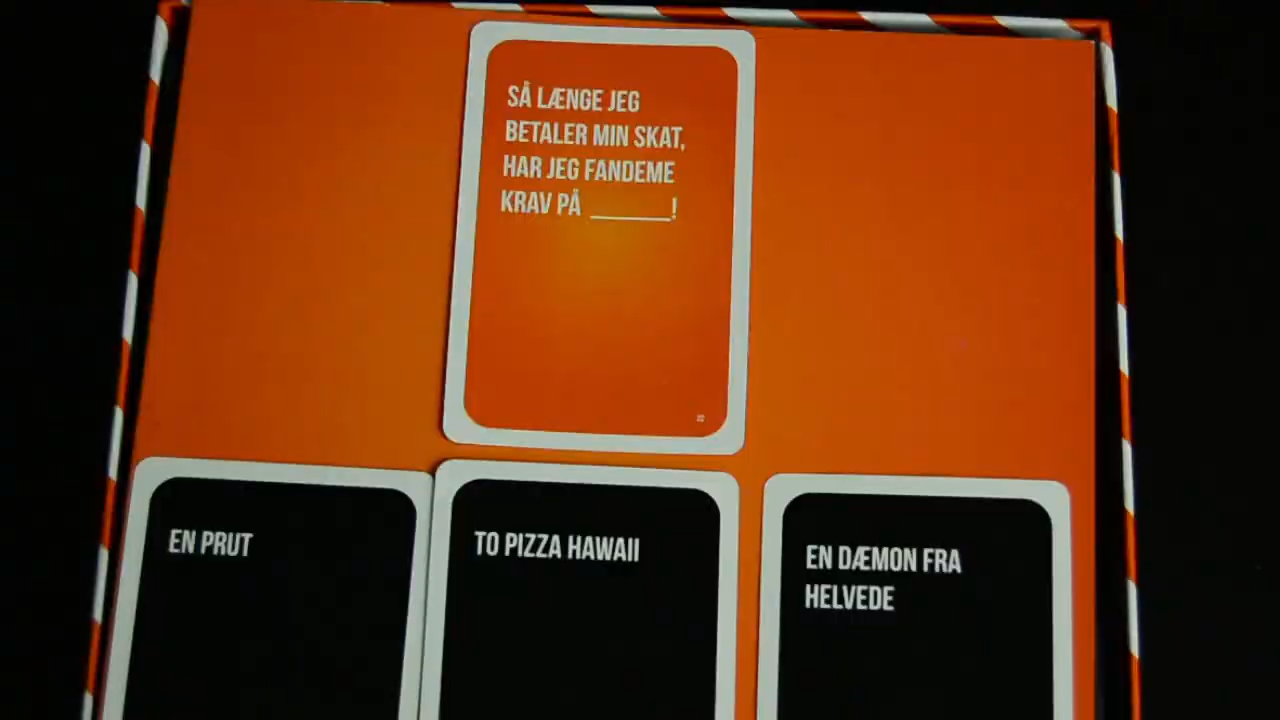 SÅ LÆNGE JEG
BETALER MIN SKAT,
HAR JEG FANDEME
KRAV PÅ ______!
EN PRUT
TO PIZZA HAWAII
EN DÆMON FRA
HELVEDE